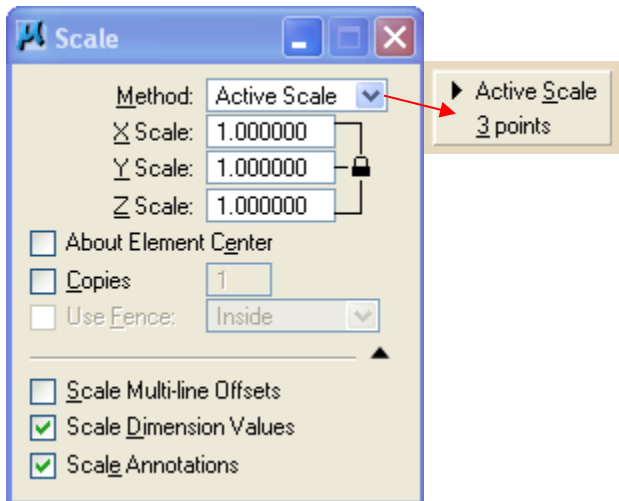 Scale
Method: Active Scale
X Scale: 1.000000
Y Scale: 1.000000
Z Scale: 1.000000
About Element Center
Copies 1
Use Fence: Inside
Scale Multi-line Offsets
Scale Dimension Values
Scale Annotations
Active Scale
3 points